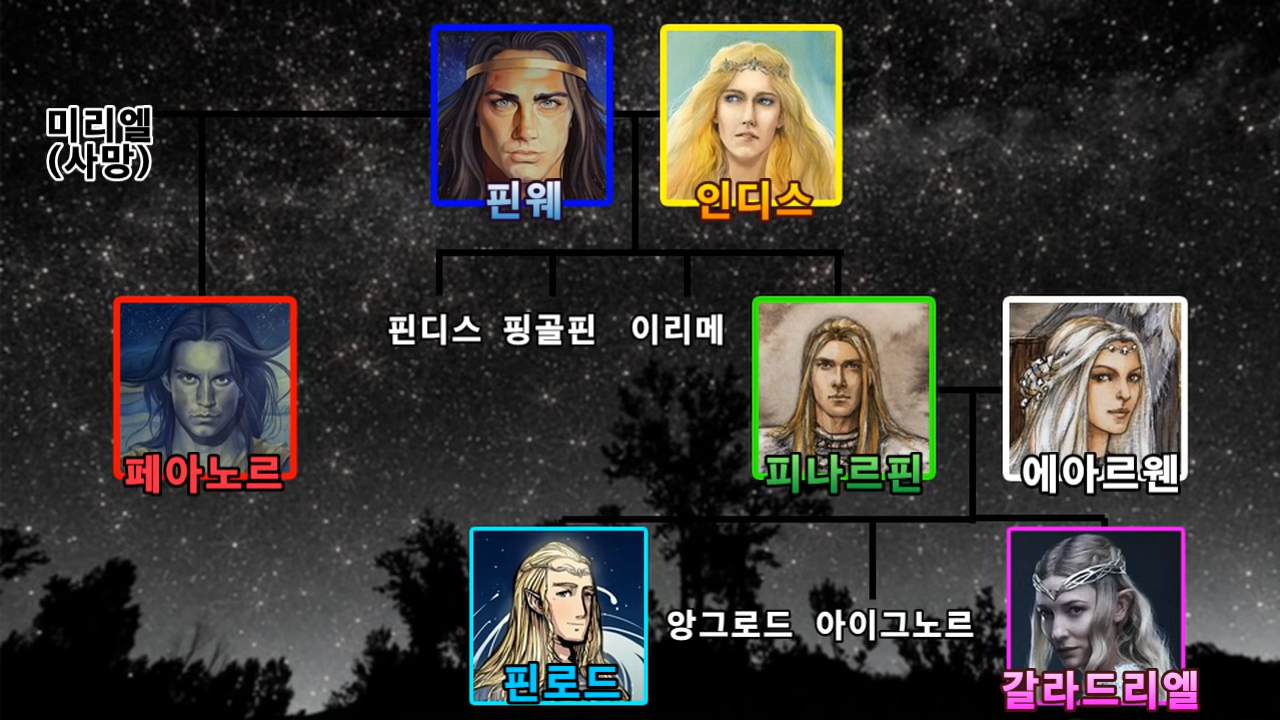 미리엘
(사망)
핀웨
인디스
페아노르
핀디스
핑골핀
이리메
피나르핀
에아르웬
핀로드
앙그로드
아이그노르
갈라드리엘